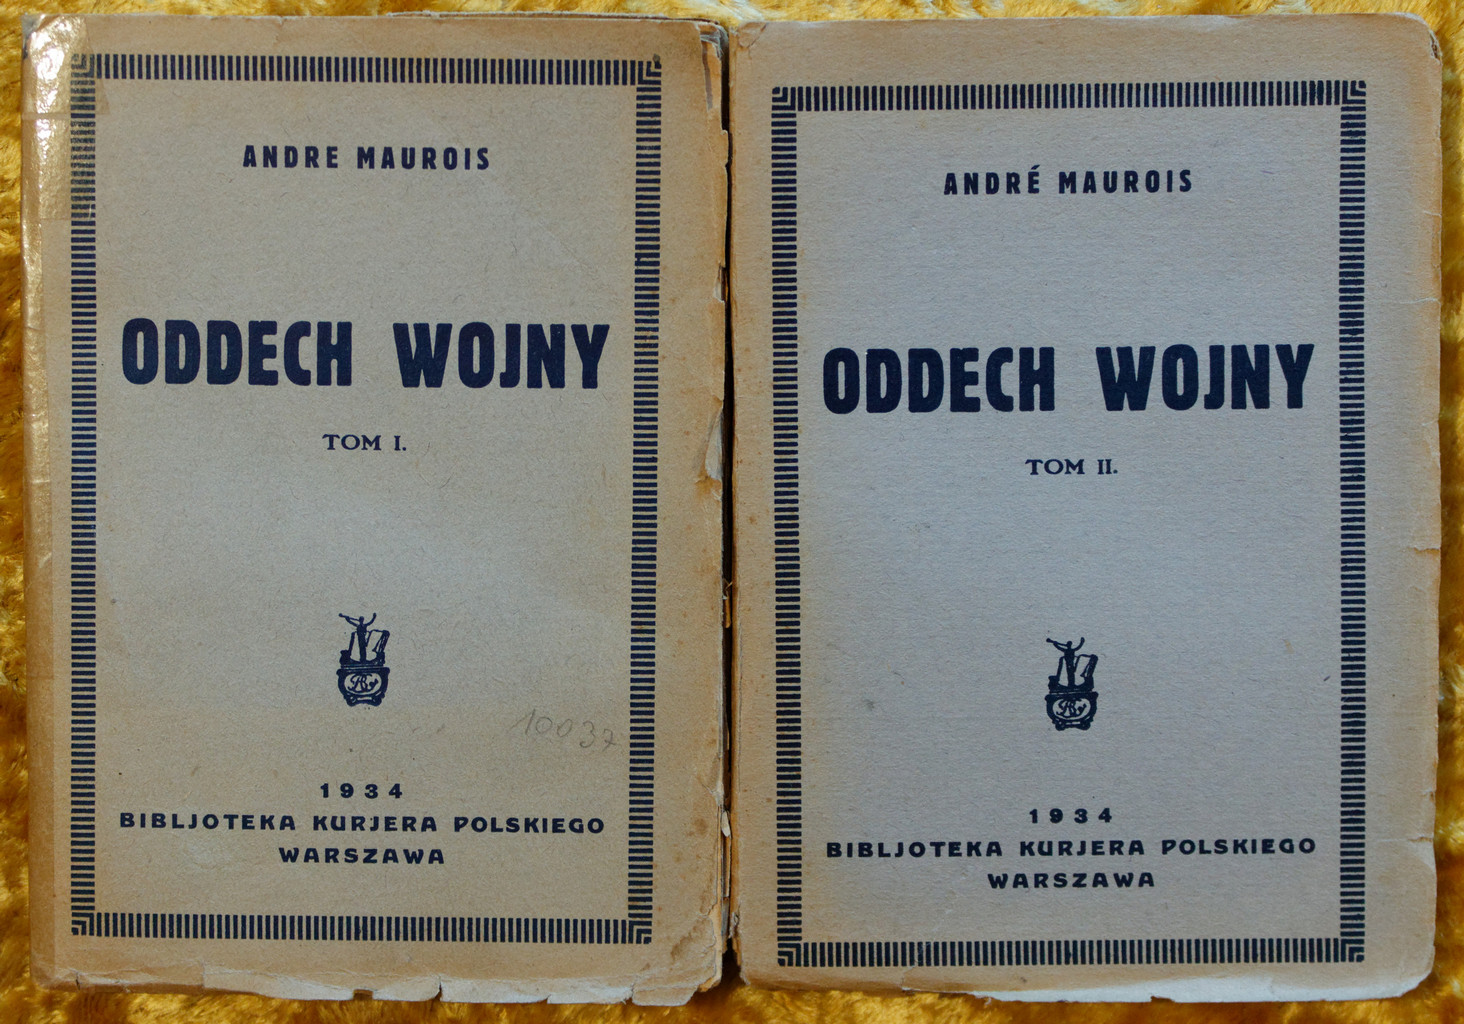 ANDRE MAUROIS
ODDECH WOJNY
TOM I.
10037
1934
BIBLJOTEKA KURJERA POLSKIEGO
WARSZAWA
ANDRÉ MAUROIS
ODDECH WOJNY
TOM II.
1934
BIBLJOTEKA KURJERA POLSKIEGO
WARSZAWA